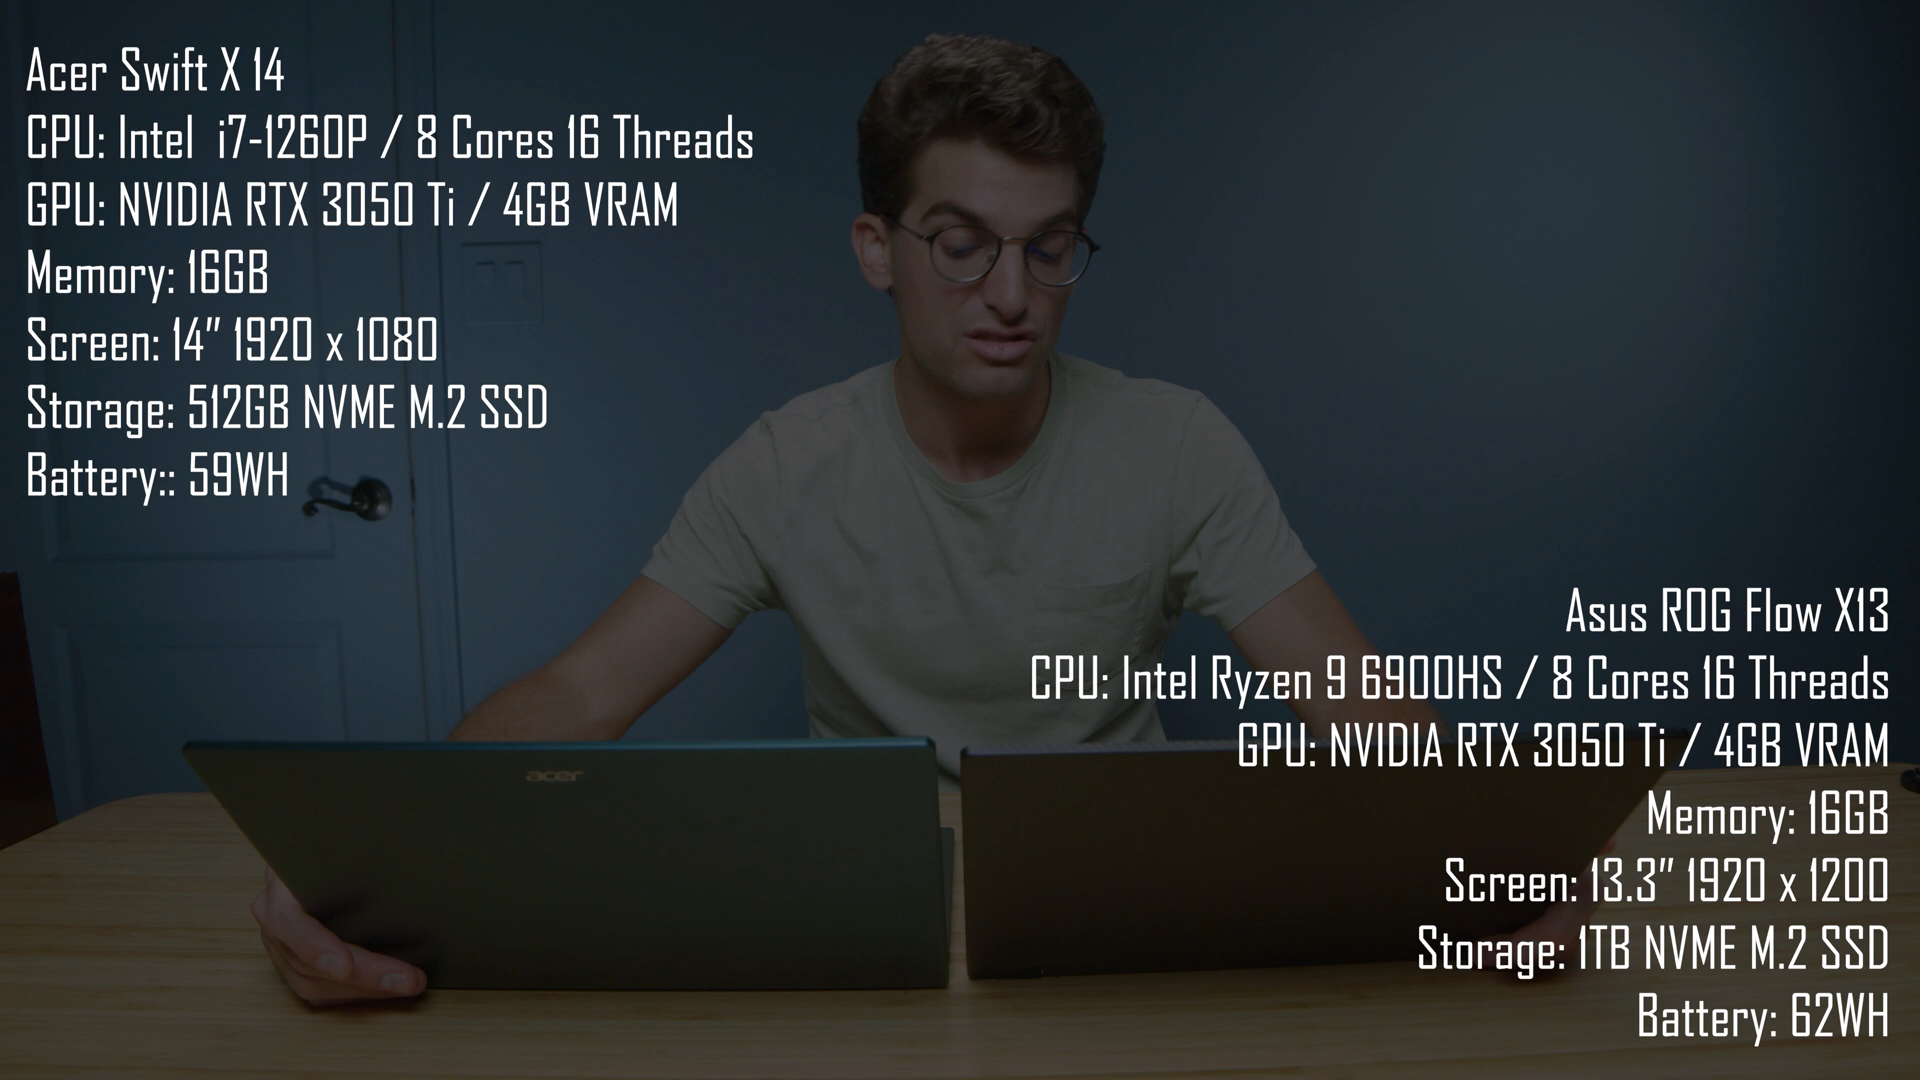 Acer Swift X 14
CPU: Intel  i7-1260P / 8 Cores 16 Threads
GPU: NVIDIA RTX 3050 Ti / 4GB VRAM
Memory: 16GB
Screen: 14” 1920 x 1080
Storage: 512GB NVME M.2 SSD
Battery:: 59WH
acer
Asus ROG Flow X13
CPU: Intel Ryzen 9 6900HS / 8 Cores 16 Threads
GPU: NVIDIA RTX 3050 Ti / 4GB VRAM
Memory: 16GB
Screen: 13.3” 1920 x 1200
Storage: 1TB NVME M.2 SSD
Battery: 62WH